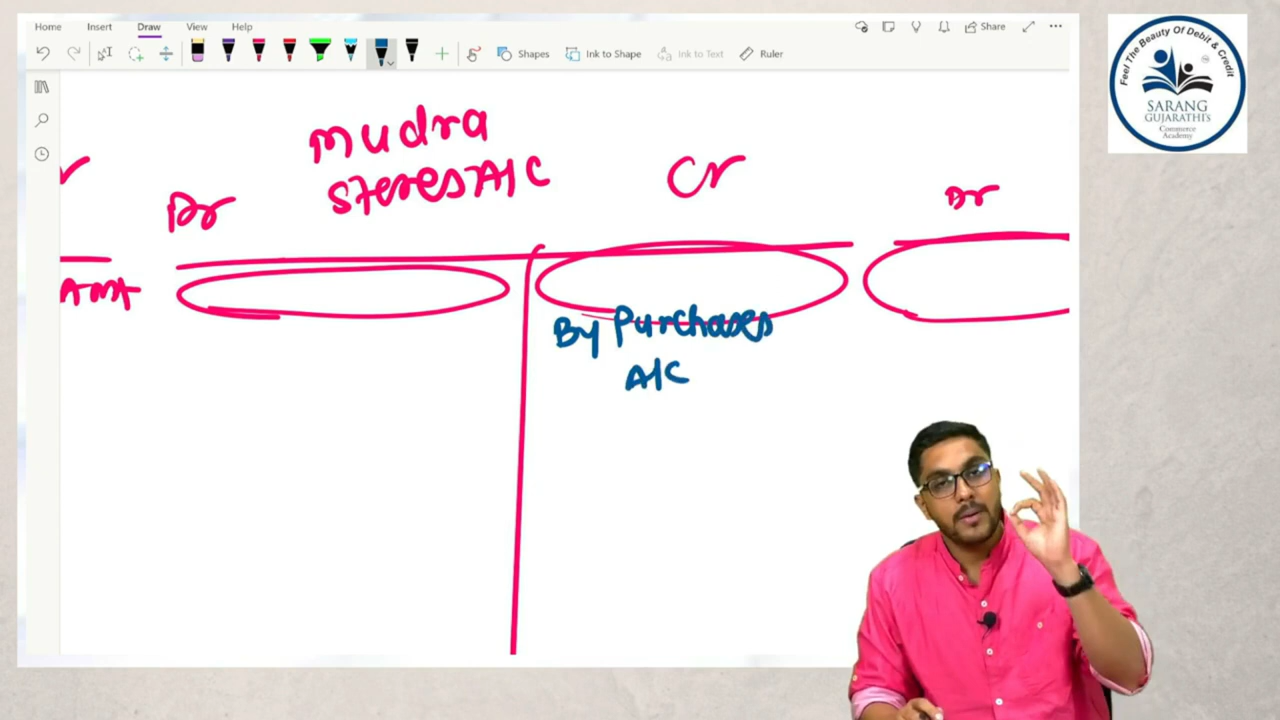 Home Insert Draw View Help
Share
Shapes Ink to Shape Ink to Text Ruler
Mudra
Stores A/C
Dr
Cr
Dr
Amt
By Purchases
A/C
Feel The Beauty Of Debit & Credit
SARANG
GUJARATHI's
Commerce
Academy